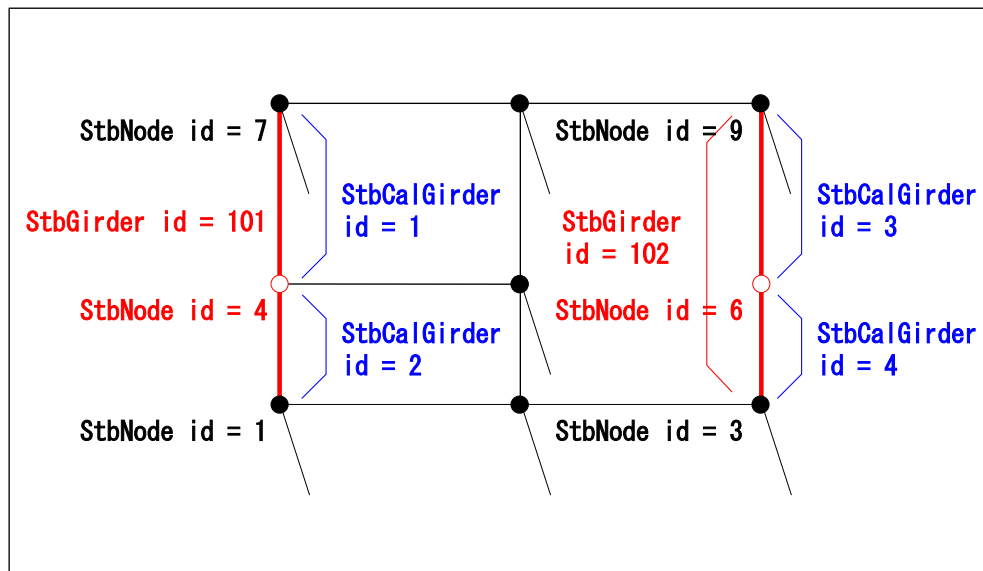 StbNode id = 7
StbNode id = 9
StbCalGirder
id = 1
StbCalGirder
id = 3
StbGirder id = 101
StbGirder
id = 102
StbNode id = 4
StbNode id = 6
StbCalGirder
id = 2
StbCalGirder
id = 4
StbNode id = 1
StbNode id = 3